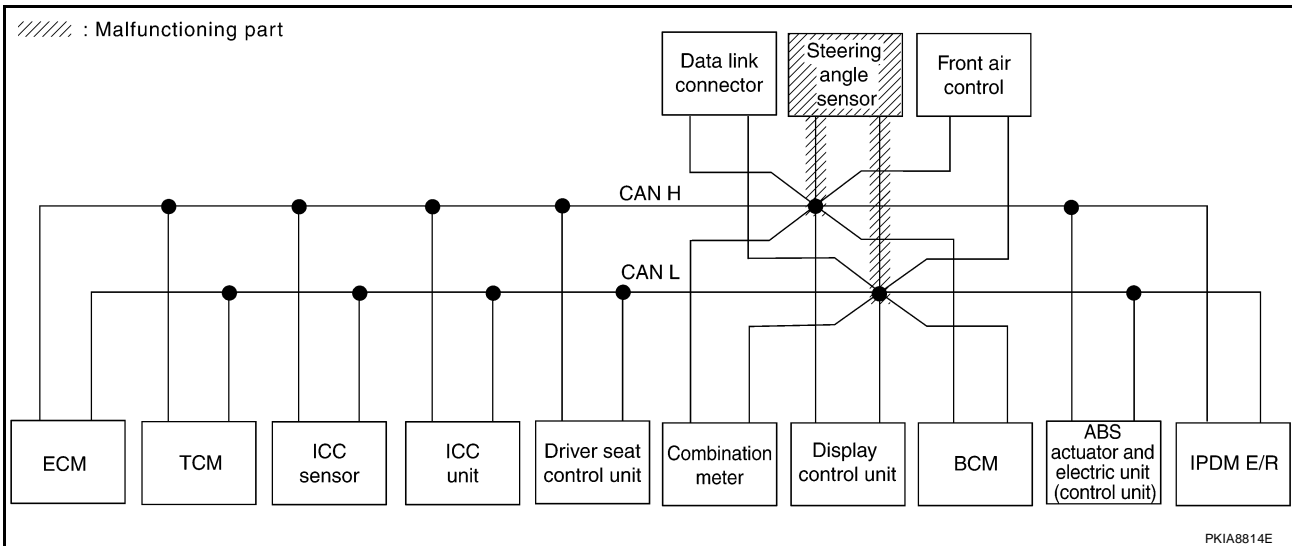 : Malfunctioning part
Data link
connector
Steering
angle
sensor
Front air
control
CAN H
CAN L
ECM
TCM
ICC
sensor
ICC
unit
Driver seat
control unit
Combination
meter
Display
control unit
BCM
ABS
actuator and
electric unit
(control unit)
IPDM E/R
PKIA8814E